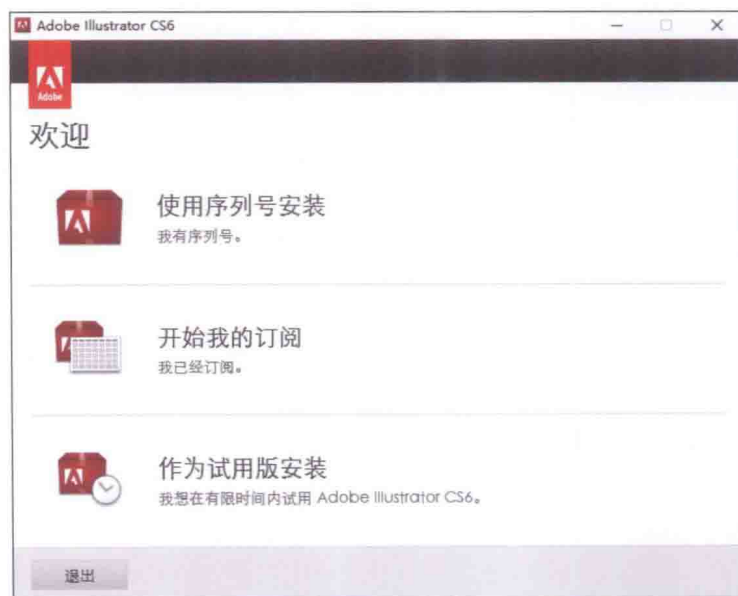 Adobe Illustrator CS6
Adobe
欢迎
使用序列号安装
我有序列号。
开始我的订阅
我已经订阅。
作为试用版安装
我想在有限时间内试用 Adobe Illustrator CS6。
退出